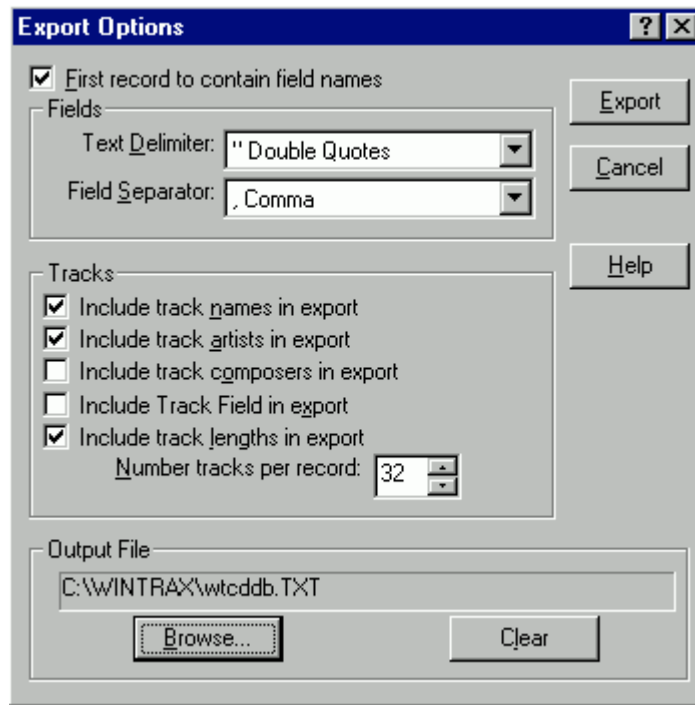 Export Options
First record to contain field names
Export
Fields
Text Delimiter: " Double Quotes
Cancel
Field Separator: , Comma
Help
Tracks
Include track names in export
Include track artists in export
Include track composers in export
Include Track Field in export
Include track lengths in export
Number tracks per record: 32
Output File
C:\WINTRAX\wtcddb.TXT
Browse... Clear